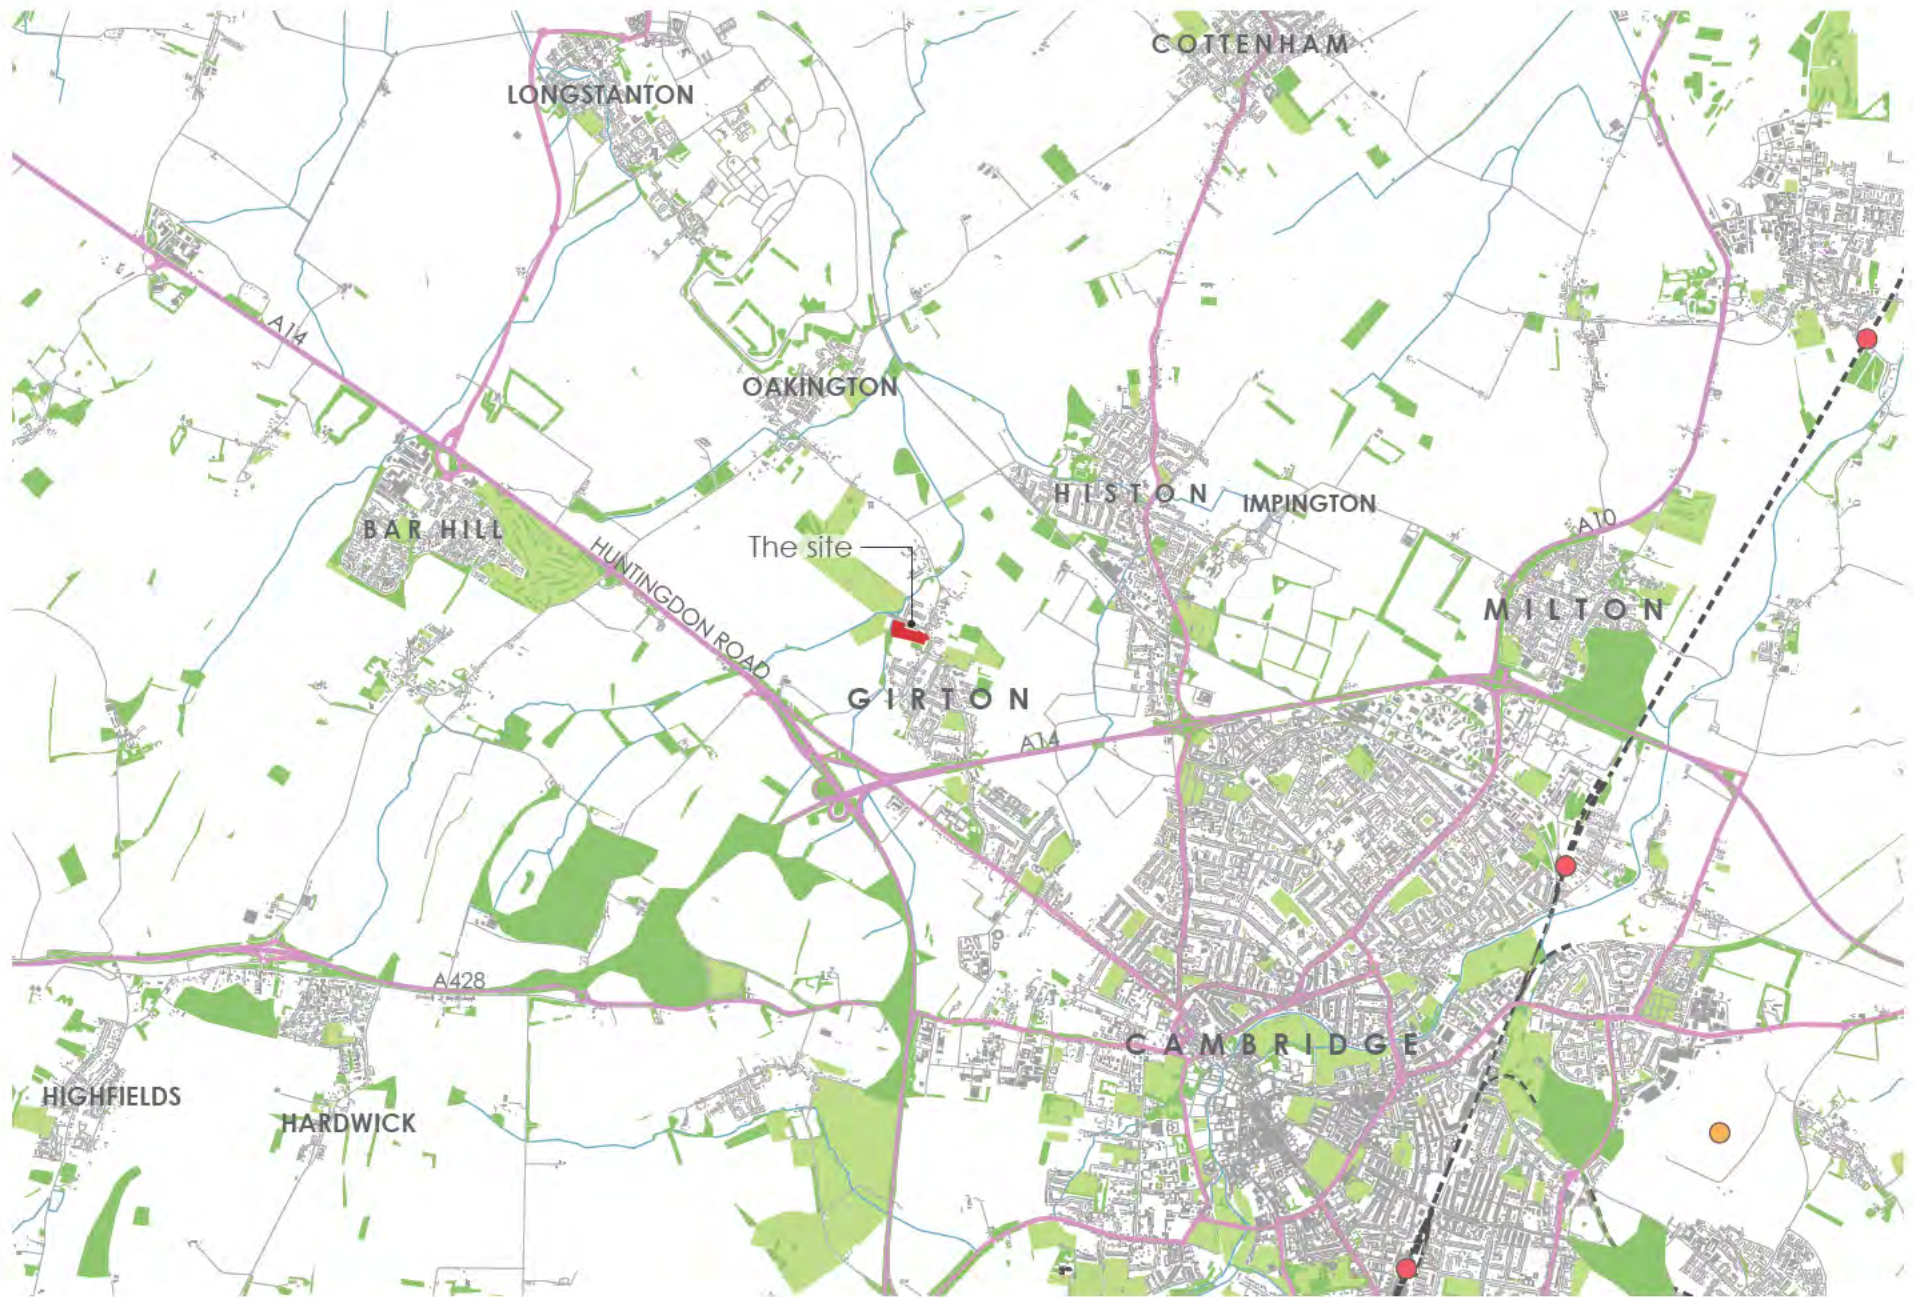 COTTENHAM
LONGSTANTON
A14
OAKINGTON
HISTON
IMPINGTON
A10
BAR HILL
The site
HUNTINGDON ROAD
MILTON
GIRTON
A14
A428
CAMBRIDGE
HIGHFIELDS
HARDWICK